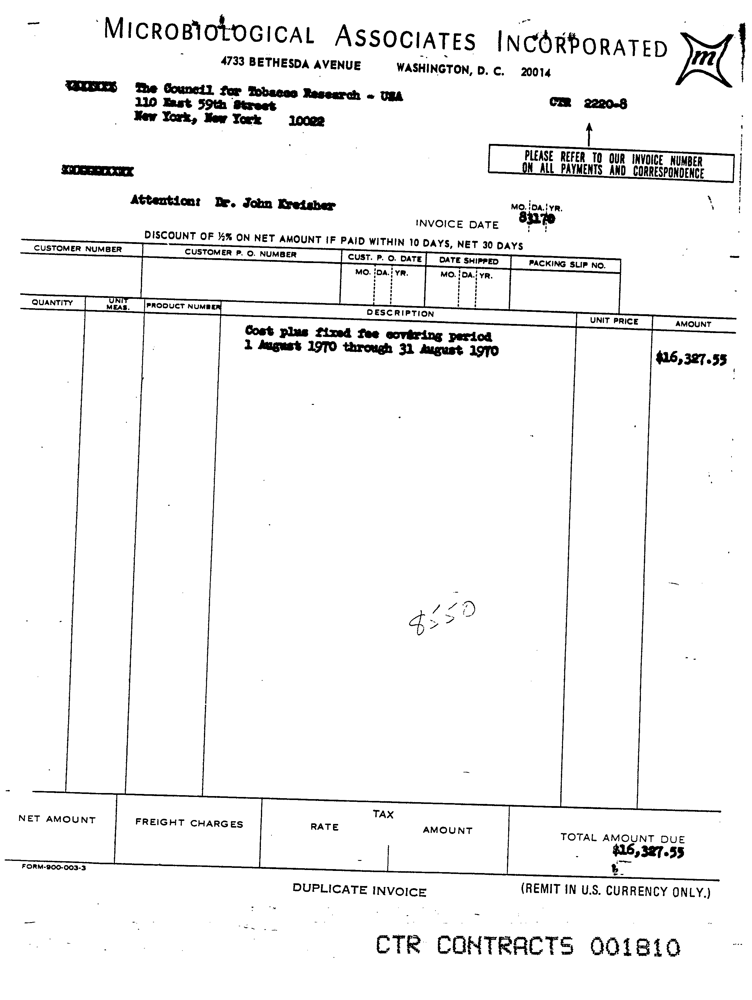 MICROBIOLOGICAL ASSOCIATES INCORPORATED
m
4733 BETHESDA AVENUE WASHINGTON, D. C. 20014
The Council for Tobacco Research - USA
110 East 59th Street
New York, New York 10022
CTR 2220-8
PLEASE REFER TO OUR INVOICE NUMBER
ON ALL PAYMENTS AND CORRESPONDENCE
Attention: Dr. John Kreisher
MO. DA. YR.
INVOICE DATE 83170
DISCOUNT OF ½% ON NET AMOUNT IF PAID WITHIN 10 DAYS, NET 30 DAYS
CUSTOMER NUMBER CUSTOMER P. O. NUMBER CUST. P. O. DATE DATE SHIPPED PACKING SLIP NO.
MO. DA. YR. MO. DA. YR.
QUANTITY UNIT MEAS. PRODUCT NUMBER DESCRIPTION UNIT PRICE AMOUNT
Cost plus fixed fee covering period
1 August 1970 through 31 August 1970 $16,327.55
8550
NET AMOUNT FREIGHT CHARGES TAX
RATE AMOUNT
TOTAL AMOUNT DUE
$16,327.55
FORM-900-003-3
DUPLICATE INVOICE (REMIT IN U.S. CURRENCY ONLY.)
CTR CONTRACTS 001810